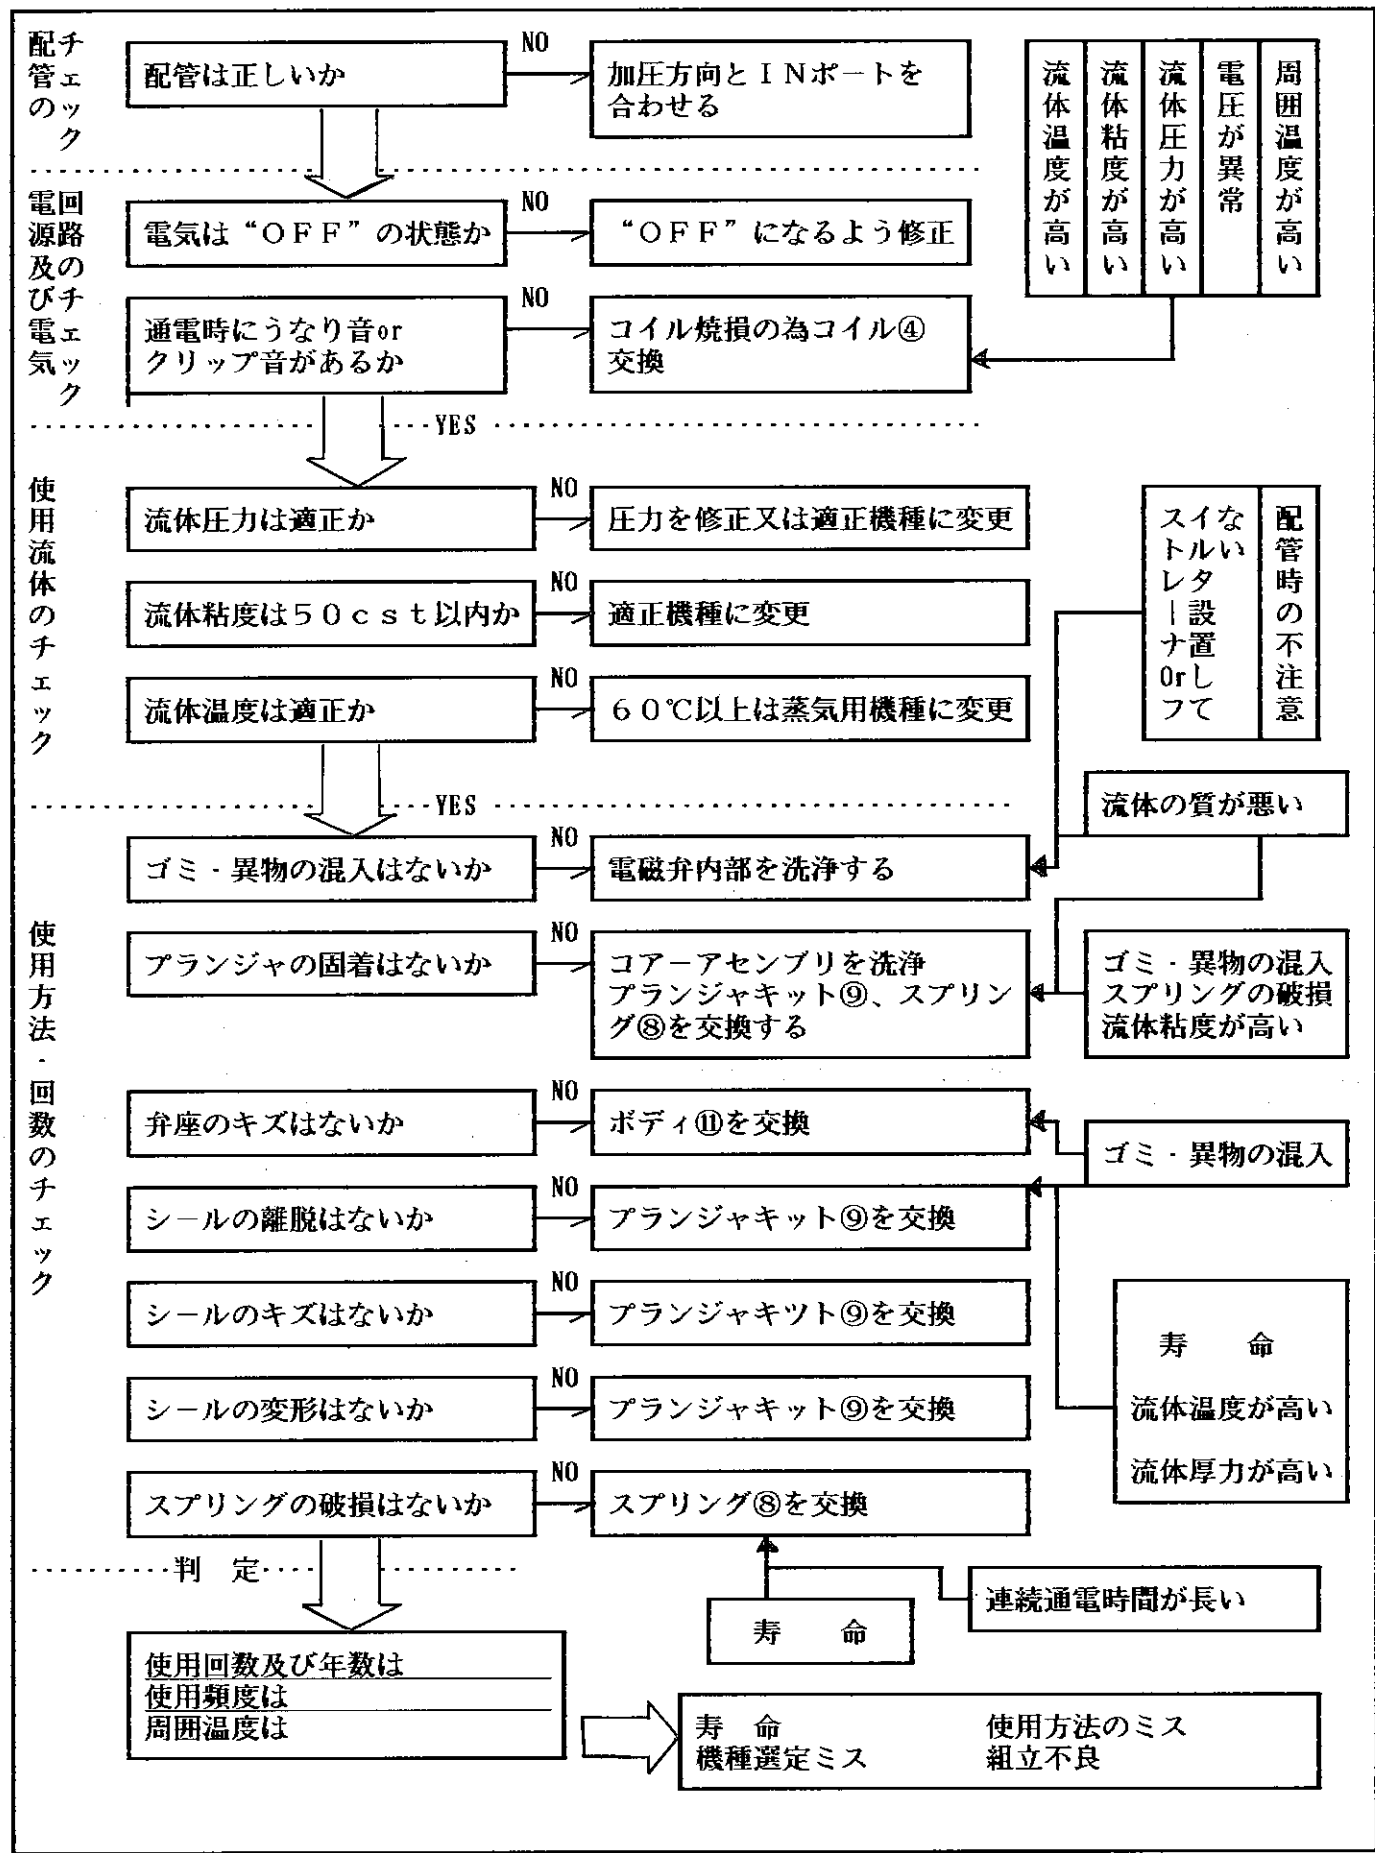 配管の
チェック
配管は正しいか
NO
加圧方向とＩＮポートを
合わせる
流体温度が高い
流体粘度が高い
流体圧力が高い
電圧が異常
周囲温度が高い
電源及び電気
回路のチェック
電気は“ＯＦＦ”の状態か
NO
“ＯＦＦ”になるよう修正
通電時にうなり音or
クリップ音があるか
NO
コイル焼損の為コイル④
交換
YES
使用流体のチェック
流体圧力は適正か
NO
圧力を修正又は適正機種に変更
流体粘度は５０ｃｓｔ以内か
NO
適正機種に変更
流体温度は適正か
NO
６０℃以上は蒸気用機種に変更
ストレーナOrフ
イルター設置して
ない
配管時の不注意
YES
流体の質が悪い
使用方法・回数のチェック
ゴミ・異物の混入はないか
NO
電磁弁内部を洗浄する
プランジャの固着はないか
NO
コアーアセンブリを洗浄
プランジャキット⑨、スプリン
グ⑧を交換する
ゴミ・異物の混入
スプリングの破損
流体粘度が高い
弁座のキズはないか
NO
ボディ⑪を交換
ゴミ・異物の混入
シールの離脱はないか
NO
プランジャキット⑨を交換
シールのキズはないか
NO
プランジャキツト⑨を交換
シールの変形はないか
NO
プランジャキット⑨を交換
寿　命
流体温度が高い
流体厚力が高い
スプリングの破損はないか
NO
スプリング⑧を交換
判　定
寿　命
連続通電時間が長い
使用回数及び年数は
使用頻度は
周囲温度は
寿　命　使用方法のミス
機種選定ミス　組立不良